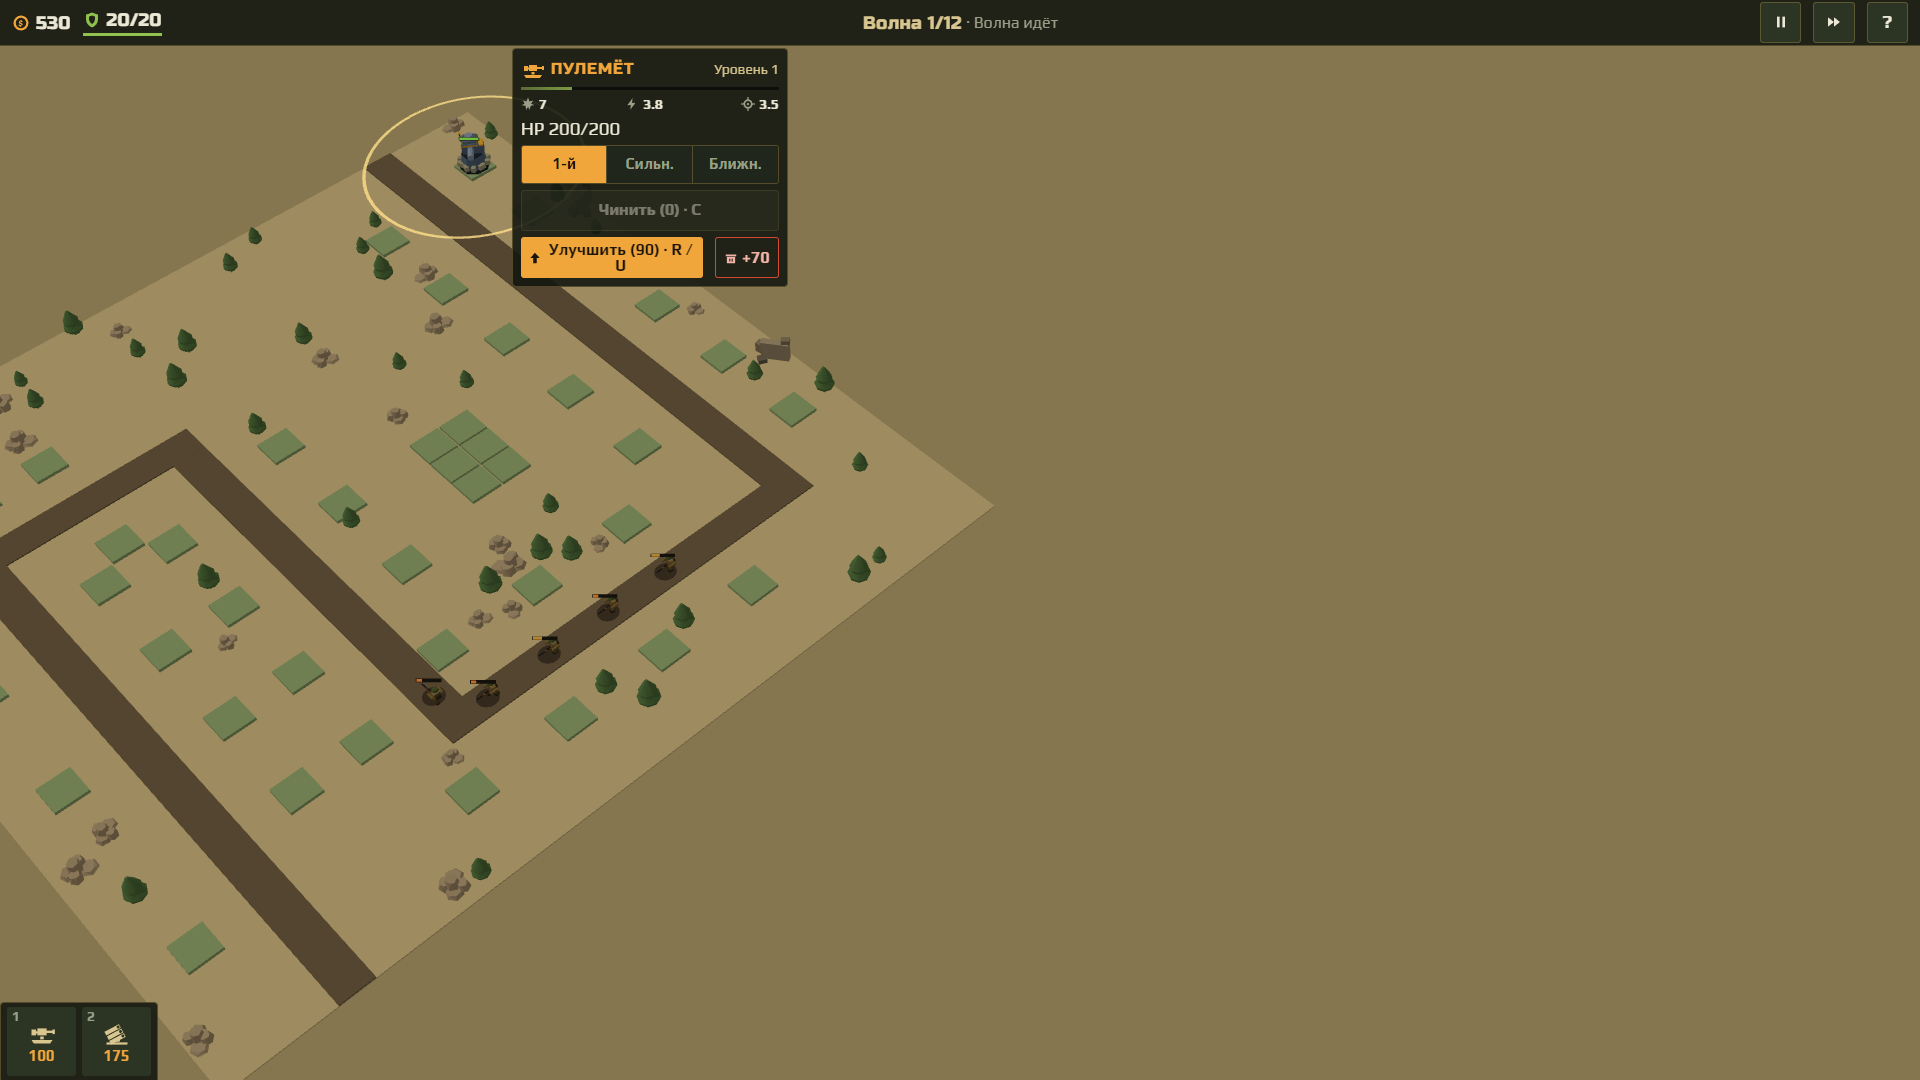 530
20/20
Волна 1/12 · Волна идёт
?
ПУЛЕМЁТ
Уровень 1
7
3.8
3.5
HP 200/200
1-й
Сильн.
Ближн.
Чинить (0) · C
Улучшить (90) · R /
U
+70
1
100
2
175